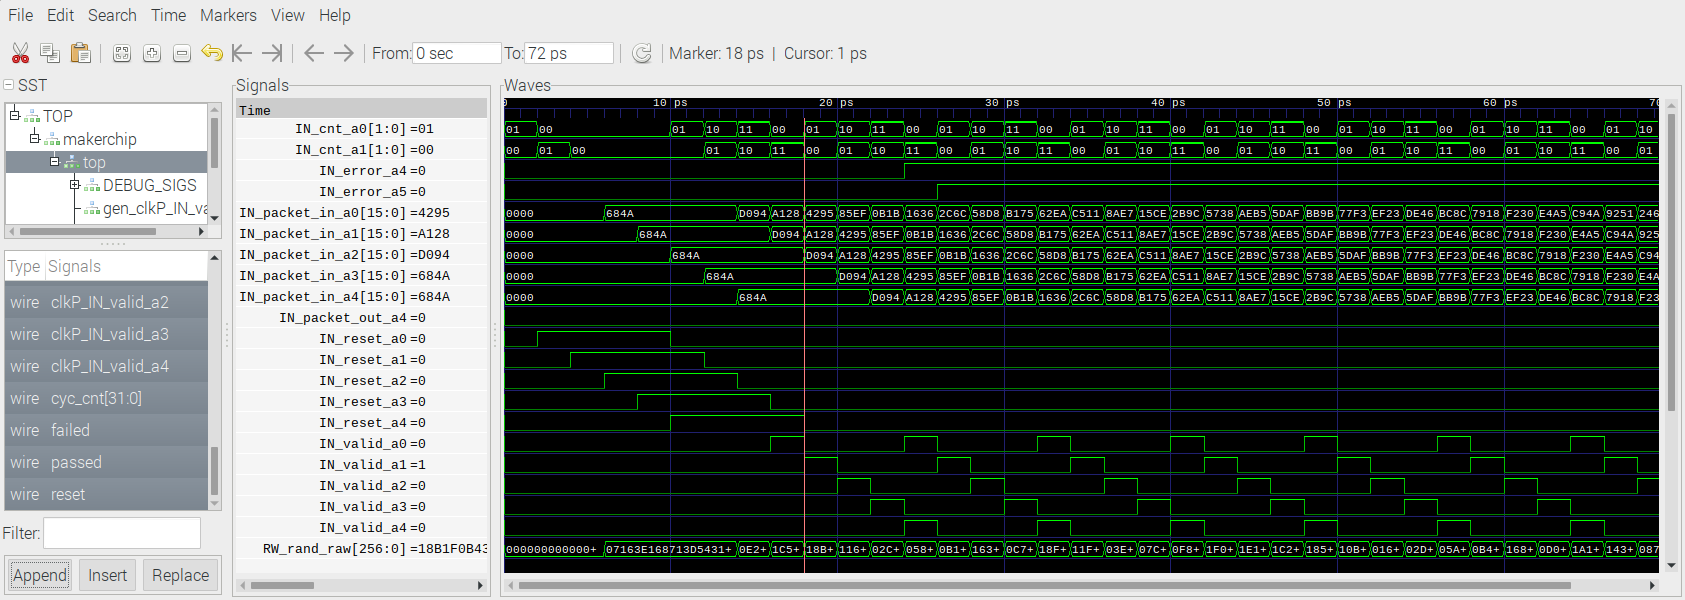 File Edit Search Time Markers View Help
From: 0 sec To: 72 ps Marker: 18 ps | Cursor: 1 ps
SST
TOP
makerchip
top
DEBUG_SIGS
gen_clkP_IN_va
Type Signals
wire clkP_IN_valid_a2
wire clkP_IN_valid_a3
wire clkP_IN_valid_a4
wire cyc_cnt[31:0]
wire failed
wire passed
wire reset
Filter:
Append Insert Replace
Signals
Time
IN_cnt_a0[1:0]=01
IN_cnt_a1[1:0]=00
IN_error_a4=0
IN_error_a5=0
IN_packet_in_a0[15:0]=4295
IN_packet_in_a1[15:0]=A128
IN_packet_in_a2[15:0]=D094
IN_packet_in_a3[15:0]=684A
IN_packet_in_a4[15:0]=684A
IN_packet_out_a4=0
IN_reset_a0=0
IN_reset_a1=0
IN_reset_a2=0
IN_reset_a3=0
IN_reset_a4=0
IN_valid_a0=0
IN_valid_a1=1
IN_valid_a2=0
IN_valid_a3=0
IN_valid_a4=0
RW_rand_raw[256:0]=18B1F0B43
Waves
0 10 ps 20 ps 30 ps 40 ps 50 ps 60 ps 70
01 00 01 10 11 00 01 10 11 00 01 10 11 00 01 10 11 00 01 10 11 00 01 10 11 00 01 10 11 00 01 10 11 00 01 10
00 01 00 01 10 11 00 01 10 11 00 01 10 11 00 01 10 11 00 01 10 11 00 01 10 11 00 01 10 11 00 01 10 11 00 01
0000 684A D094 A128 4295 85EF 0B1B 1636 2C6C 58D8 B175 62EA C511 8AE7 15CE 2B9C 5738 AEB5 5DAF BB9B 77F3 EF23 DE46 BC8C 7918 F230 E4A5 C94A 9251 246
0000 684A D094 A128 4295 85EF 0B1B 1636 2C6C 58D8 B175 62EA C511 8AE7 15CE 2B9C 5738 AEB5 5DAF BB9B 77F3 EF23 DE46 BC8C 7918 F230 E4A5 C94A 925
0000 684A D094 A128 4295 85EF 0B1B 1636 2C6C 58D8 B175 62EA C511 8AE7 15CE 2B9C 5738 AEB5 5DAF BB9B 77F3 EF23 DE46 BC8C 7918 F230 E4A5 C94
0000 684A D094 A128 4295 85EF 0B1B 1636 2C6C 58D8 B175 62EA C511 8AE7 15CE 2B9C 5738 AEB5 5DAF BB9B 77F3 EF23 DE46 BC8C 7918 F230 E4A
0000 684A D094 A128 4295 85EF 0B1B 1636 2C6C 58D8 B175 62EA C511 8AE7 15CE 2B9C 5738 AEB5 5DAF BB9B 77F3 EF23 DE46 BC8C 7918 F23
000000000000+ 07163E168713D5431+ 0E2+ 1C5+ 18B+ 116+ 02C+ 058+ 0B1+ 163+ 0C7+ 18F+ 11F+ 03E+ 07C+ 0F8+ 1F0+ 1E1+ 1C2+ 185+ 10B+ 016+ 02D+ 05A+ 0B4+ 168+ 0D0+ 1A1+ 143+ 087